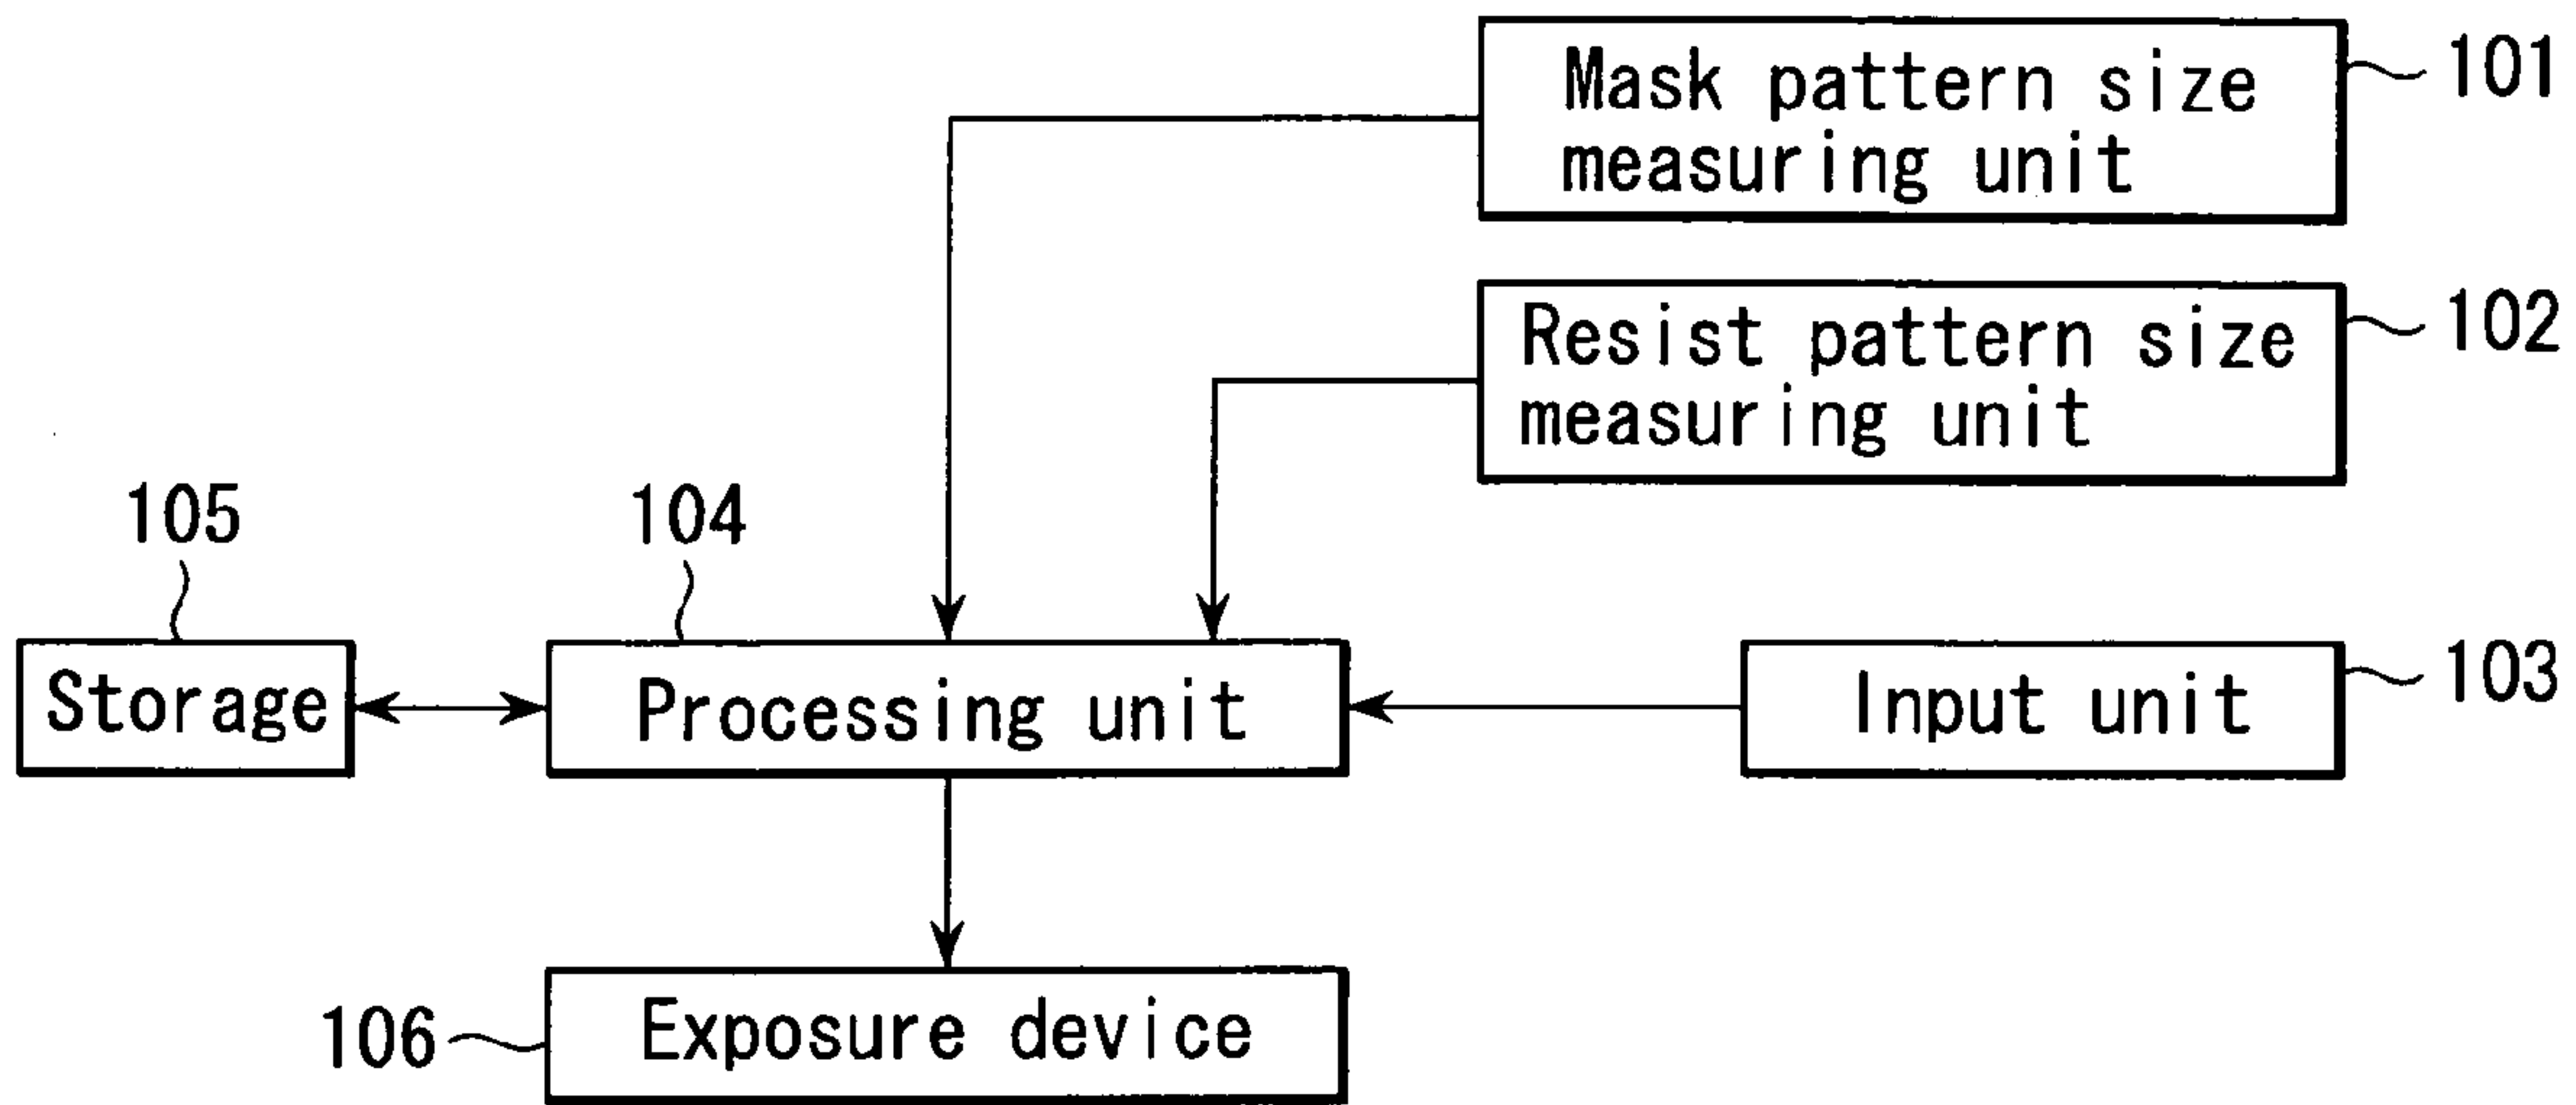 Mask pattern size
measuring unit
101
Resist pattern size
measuring unit
102
105
104
Storage
Processing unit
Input unit
103
106
Exposure device